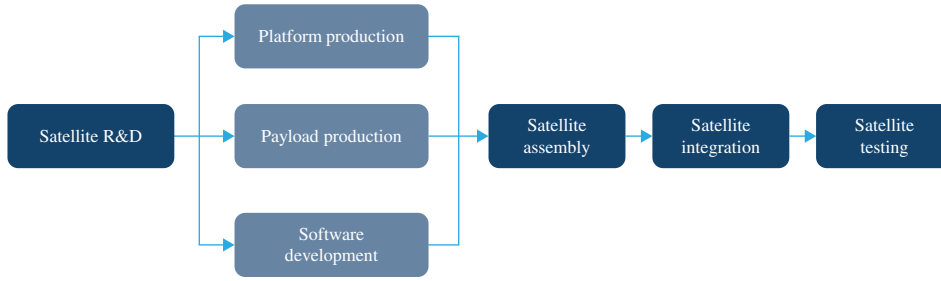 Platform production
Satellite R&D
Payload production
Satellite
assembly
Satellite
integration
Satellite
testing
Software
development